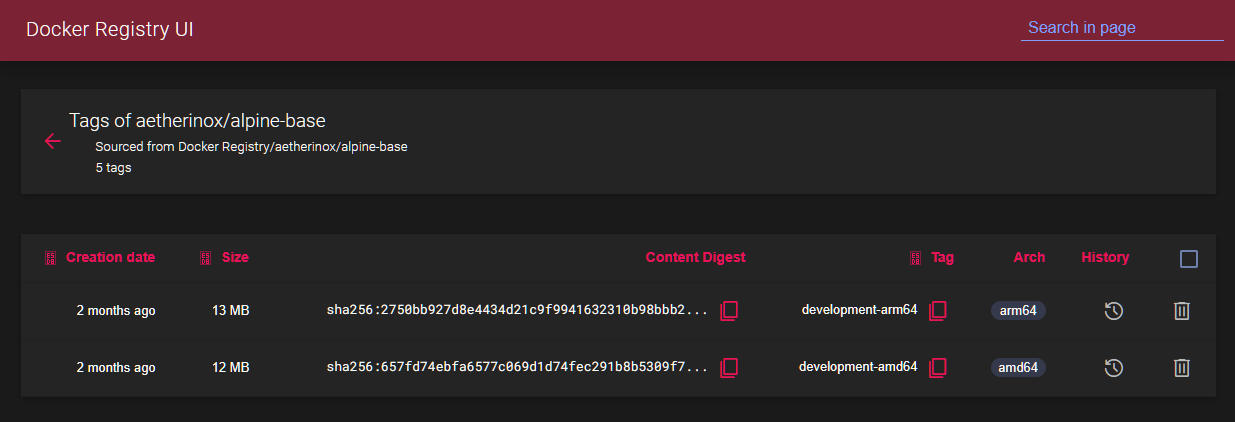 Docker Registry UI
Search in page
Tags of aetherinox/alpine-base
Sourced from Docker Registry/aetherinox/alpine-base
5 tags
Creation date Size Content Digest Tag Arch History
2 months ago 13 MB sha256:2750bb927d8e4434d21c9f9941632310b98bbb2... development-arm64 arm64
2 months ago 12 MB sha256:657fd74ebfa6577c069d1d74fec291b8b5309f7... development-amd64 amd64